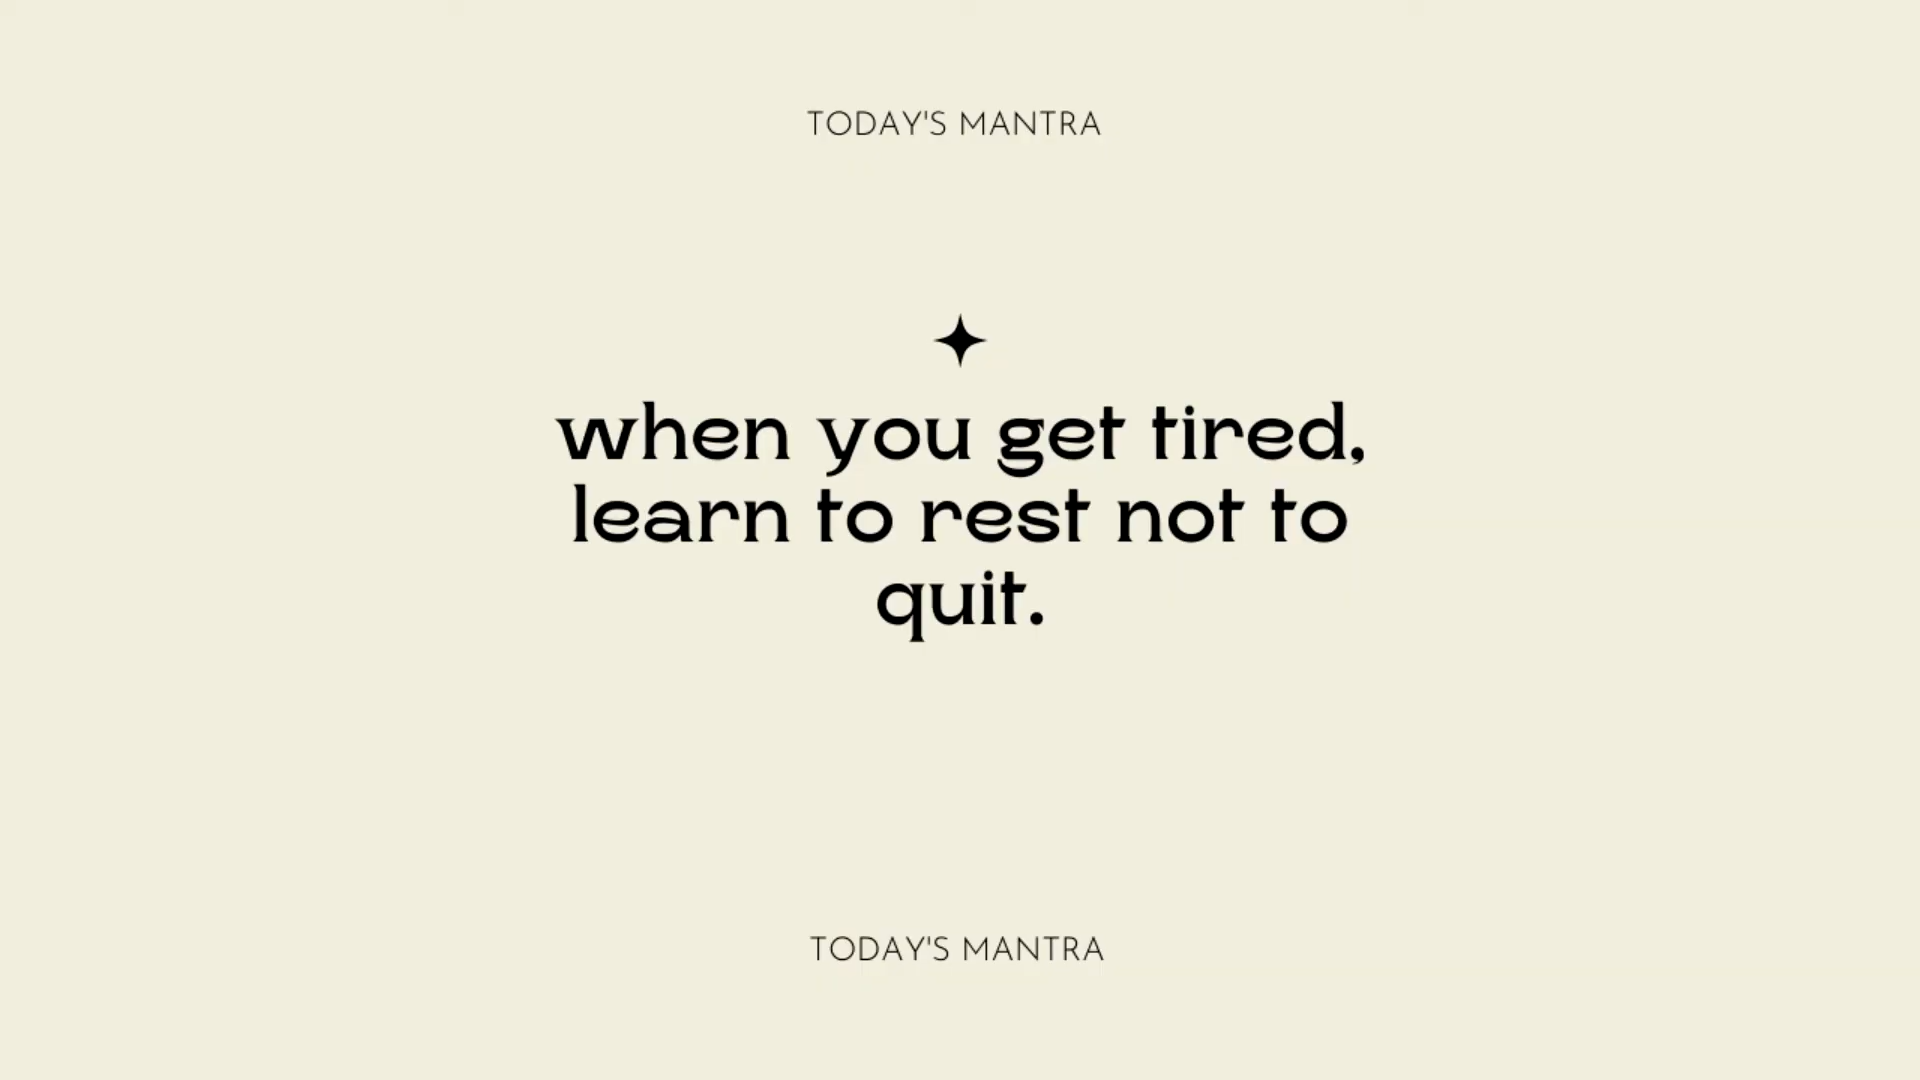 TODAY'S MANTRA
when you get tired,
learn to rest not to
quit.
TODAY'S MANTRA